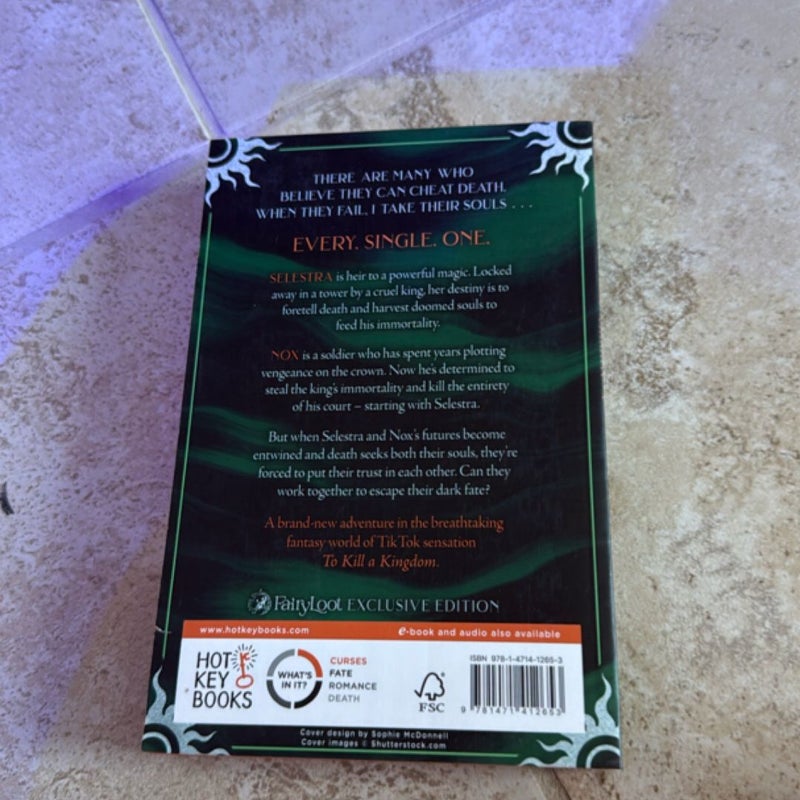 THERE ARE MANY WHO
BELIEVE THEY CAN CHEAT DEATH.
WHEN THEY FAIL, I TAKE THEIR SOULS . . .
EVERY. SINGLE. ONE.
SELESTRA is heir to a powerful magic. Locked
away in a tower by a cruel king, her destiny is to
foretell death and harvest doomed souls to
feed his immortality.
NOX is a soldier who has spent years plotting
vengeance on the crown. Now he's determined to
steal the king's immortality and kill the entirety
of his court – starting with Selestra.
But when Selestra and Nox's futures become
entwined and death seeks both their souls, they're
forced to put their trust in each other. Can they
work together to escape their dark fate?
A brand-new adventure in the breathtaking
fantasy world of TikTok sensation
To Kill a Kingdom.
FairyLoot EXCLUSIVE EDITION
www.hotkeybooks.com
e-book and audio also available
HOT
KEY
BOOKS
WHAT'S
IN IT?
CURSES
FATE
ROMANCE
DEATH
FSC
ISBN 978-1-4714-1265-3
9 781471 412653
Cover design by Sophie McDonnell
Cover images © Shutterstock.com